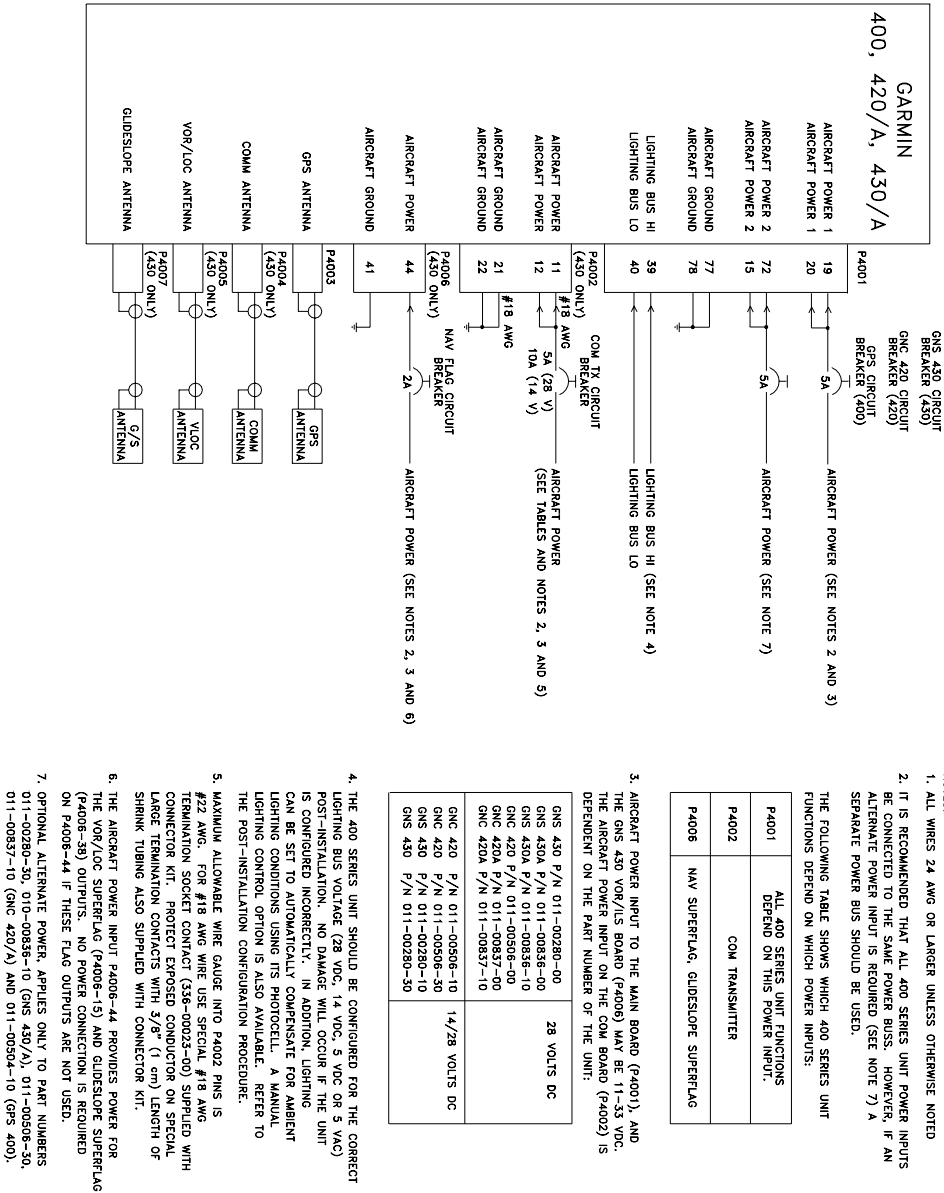 GARMIN
400, 420/A, 430/A
AIRCRAFT POWER 1
AIRCRAFT POWER 1
AIRCRAFT POWER 2
AIRCRAFT POWER 2
AIRCRAFT GROUND
AIRCRAFT GROUND
LIGHTING BUS HI
LIGHTING BUS LO
AIRCRAFT POWER
AIRCRAFT POWER
AIRCRAFT GROUND
AIRCRAFT GROUND
AIRCRAFT POWER
AIRCRAFT GROUND
GPS ANTENNA
COMM ANTENNA
VOR/LOC ANTENNA
GLIDESLOPE ANTENNA
P4001
19
20
72
15
77
78
39
40
P4002
(430 ONLY)
11
12
21
22
P4006
(430 ONLY)
44
41
P4003
P4004
(430 ONLY)
P4005
(430 ONLY)
P4007
(430 ONLY)
GNS 430 CIRCUIT
BREAKER (430)
GNC 420 CIRCUIT
BREAKER (420)
GPS CIRCUIT
BREAKER (400)
5A
5A
#18 AWG
COM TX CIRCUIT
BREAKER
5A (28 V)
10A (14 V)
#18 AWG
NAV FLAG CIRCUIT
BREAKER
2A
AIRCRAFT POWER (SEE NOTES 2 AND 3)
AIRCRAFT POWER (SEE NOTE 7)
LIGHTING BUS HI (SEE NOTE 4)
LIGHTING BUS LO
AIRCRAFT POWER
(SEE TABLES AND NOTES 2, 3 AND 5)
AIRCRAFT POWER (SEE NOTES 2, 3 AND 6)
GPS
ANTENNA
COMM
ANTENNA
VLOC
ANTENNA
G/S
ANTENNA
1. ALL WIRES 24 AWG OR LARGER UNLESS OTHERWISE NOTED
2. IT IS RECOMMENDED THAT ALL 400 SERIES UNIT POWER INPUTS
BE CONNECTED TO THE SAME POWER BUSS. HOWEVER, IF AN
ALTERNATE POWER INPUT IS REQUIRED (SEE NOTE 7) A
SEPARATE POWER BUS SHOULD BE USED.
THE FOLLOWING TABLE SHOWS WHICH 400 SERIES UNIT
FUNCTIONS DEPEND ON WHICH POWER INPUTS:
P4001 ALL 400 SERIES UNIT FUNCTIONS
DEPEND ON THIS POWER INPUT.
P4002 COM TRANSMITTER
P4006 NAV SUPERFLAG, GLIDESLOPE SUPERFLAG
3. AIRCRAFT POWER INPUT TO THE MAIN BOARD (P4001), AND
THE GNS 430 VOR/ILS BOARD (P4006) MAY BE 11-33 VDC.
THE AIRCRAFT POWER INPUT ON THE COM BOARD (P4002) IS
DEPENDENT ON THE PART NUMBER OF THE UNIT:
GNS 430 P/N 011-00280-00
GNS 430A P/N 011-00836-00
GNS 430A P/N 011-00836-10
GNC 420 P/N 011-00506-00
GNC 420A P/N 011-00837-00
GNC 420A P/N 011-00837-10
28 VOLTS DC
GNC 420 P/N 011-00506-10
GNC 420 P/N 011-00506-30
GNS 430 P/N 011-00280-10
GNS 430 P/N 011-00280-30
14/28 VOLTS DC
4. THE 400 SERIES UNIT SHOULD BE CONFIGURED FOR THE CORRECT
LIGHTING BUS VOLTAGE (28 VDC, 14 VDC, 5 VDC OR 5 VAC)
POST-INSTALLATION. NO DAMAGE WILL OCCUR IF THE UNIT
IS CONFIGURED INCORRECTLY. IN ADDITION, LIGHTING
CAN BE SET TO AUTOMATICALLY COMPENSATE FOR AMBIENT
LIGHTING CONDITIONS USING ITS PHOTOCELL. A MANUAL
LIGHTING CONTROL OPTION IS ALSO AVAILABLE. REFER TO
THE POST-INSTALLATION CONFIGURATION PROCEDURE.
5. MAXIMUM ALLOWABLE WIRE GAUGE INTO P4002 PINS IS
#22 AWG. FOR #18 AWG WIRE USE SPECIAL #18 AWG
TERMINATION SOCKET CONTACT (336-00023-00) SUPPLIED WITH
CONNECTOR KIT. PROTECT EXPOSED CONDUCTOR ON SPECIAL
LARGE TERMINATION CONTACTS WITH 3/8" (1 cm) LENGTH OF
SHRINK TUBING ALSO SUPPLIED WITH CONNECTOR KIT.
6. THE AIRCRAFT POWER INPUT P4006-44 PROVIDES POWER FOR
THE VOR/LOC SUPERFLAG (P4006-15) AND GLIDESLOPE SUPERFLAG
(P4006-38) OUTPUTS. NO POWER CONNECTION IS REQUIRED
ON P4006-44 IF THESE FLAG OUTPUTS ARE NOT USED.
7. OPTIONAL ALTERNATE POWER. APPLIES ONLY TO PART NUMBERS
011-00280-30, 010-00836-10 (GNS 430/A), 011-00506-30,
011-00837-10 (GNC 420/A) AND 011-00504-10 (GPS 400).